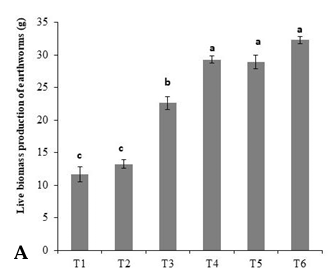 Live biomass production of earthworms (g)
35
30
25
20
15
10
5
0
c
c
b
a
a
a
T1 T2 T3 T4 T5 T6
A